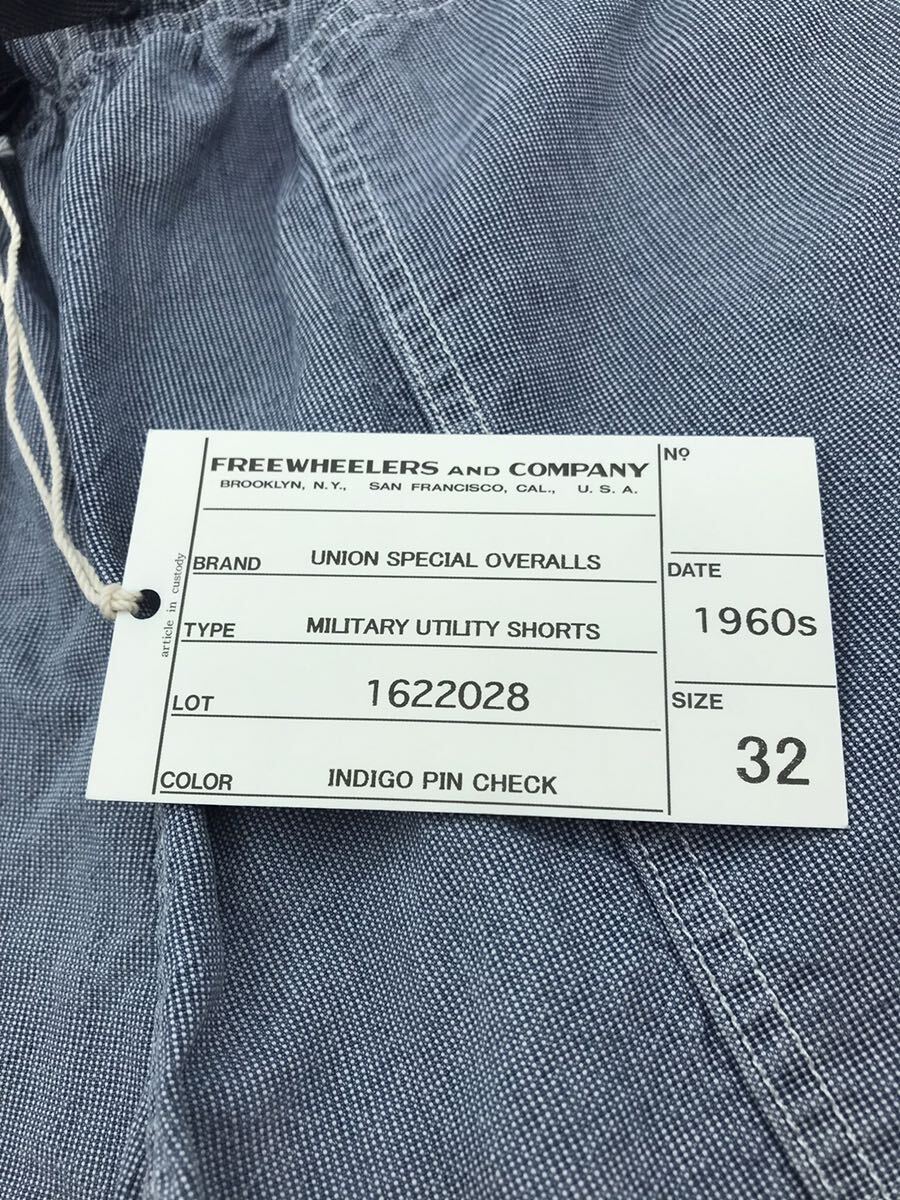 FREEWHEELERS AND COMPANY
BROOKLYN, N.Y., SAN FRANCISCO, CAL., U. S. A.
BRAND UNION SPECIAL OVERALLS
TYPE MILITARY UTILITY SHORTS
LOT 1622028
COLOR INDIGO PIN CHECK
Nº
DATE
1960s
SIZE
32
article in custody